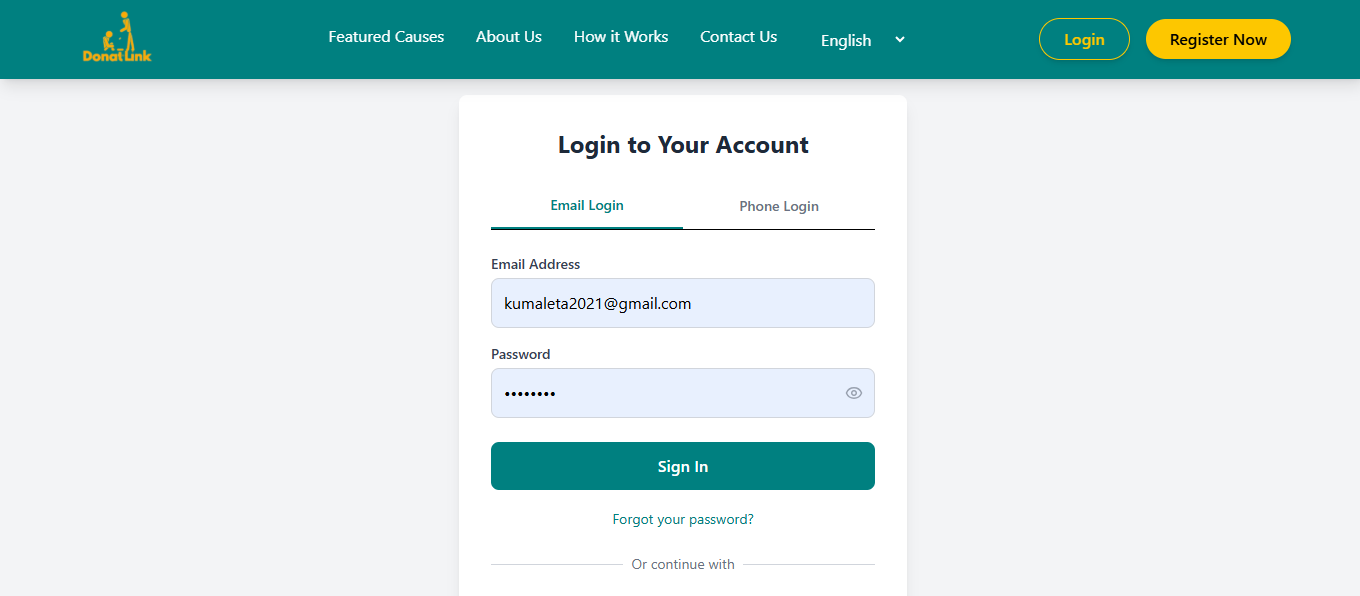 DonatLink
Featured Causes About Us How it Works Contact Us English Login Register Now
Login to Your Account
Email Login Phone Login
Email Address
kumaleta2021@gmail.com
Password
••••••••
Sign In
Forgot your password?
Or continue with